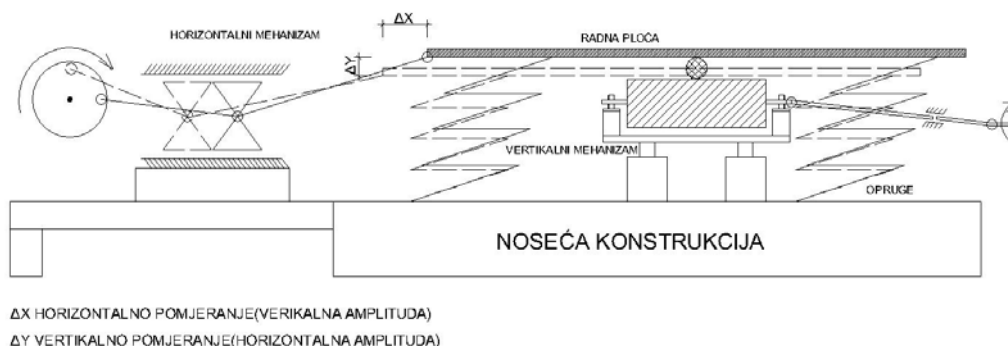 ΔX
HORIZONTALNI MEHANIZAM
RADNA PLOČA
ΔY
VERTIKALNI MEHANIZAM
OPRUGE
NOSEĆA KONSTRUKCIJA
ΔX HORIZONTALNO POMJERANJE(VERIKALNA AMPLITUDA)
ΔY VERTIKALNO POMJERANJE(HORIZONTALNA AMPLITUDA)